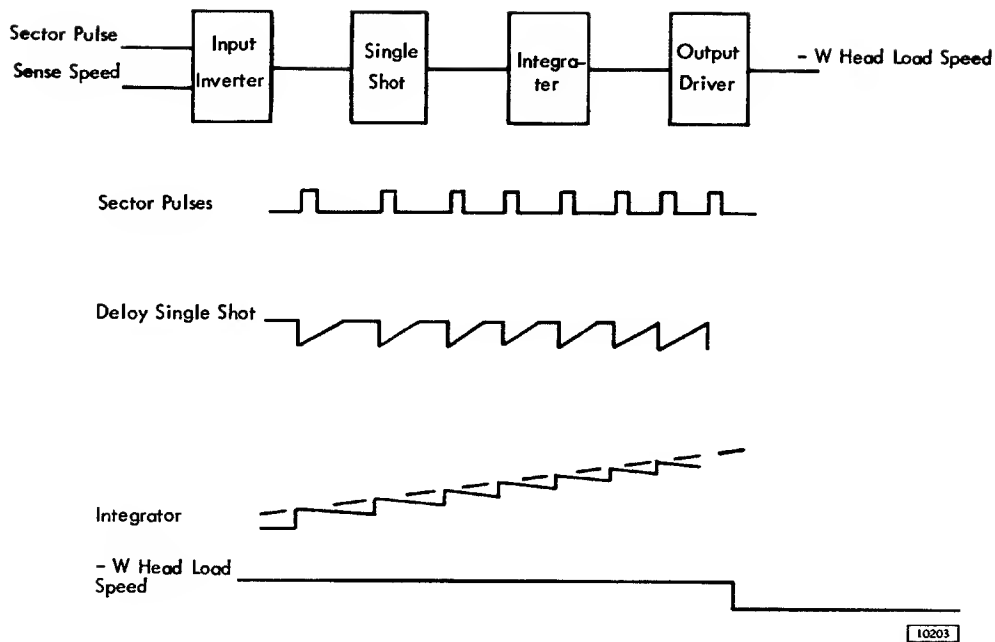 Sector Pulse
Sense Speed
Input
Inverter
Single
Shot
Integra-
ter
Output
Driver
- W Head Load Speed
Sector Pulses
Deloy Single Shot
Integrator
- W Head Load
Speed
10203